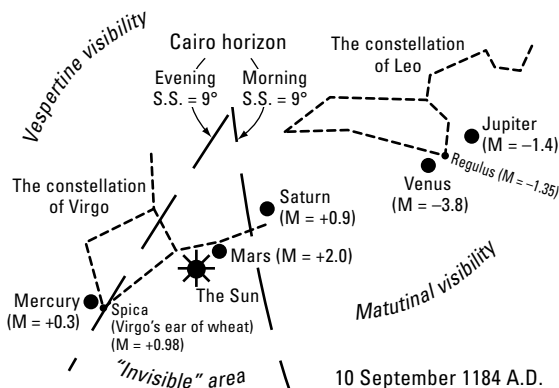 Vespertine visibility
Cairo horizon
Evening
S.S. = 9°
Morning
S.S. = 9°
The constellation
of Leo
Jupiter
(M = –1.4)
Regulus (M = –1.35)
Venus
(M = –3.8)
The constellation
of Virgo
Saturn
(M = +0.9)
Mars (M = +2.0)
The Sun
Mercury
(M = +0.3)
Spica
(Virgo's ear of wheat)
(M = +0.98)
Matutinal visibility
"Invisible" area
10 September 1184 A.D.